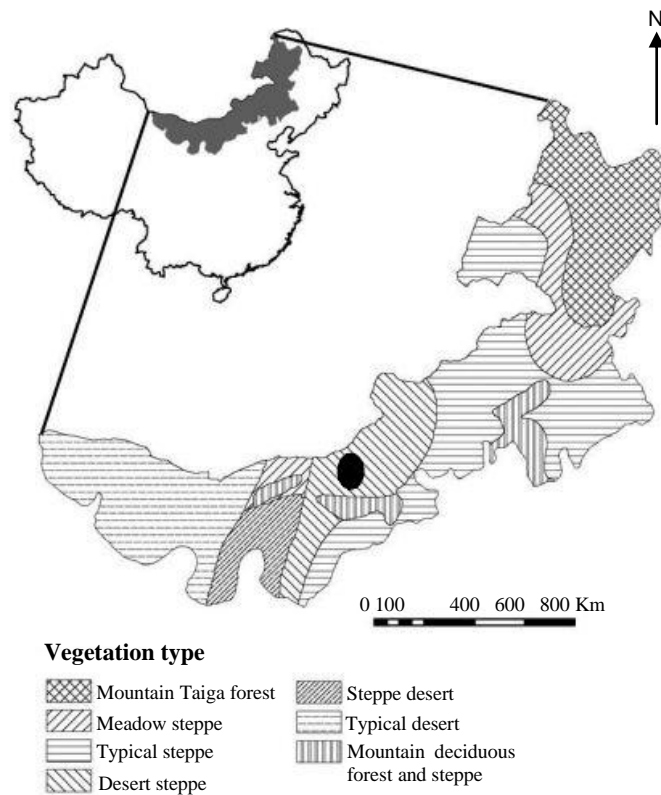 N
0 100 400 600 800 Km
Vegetation type
Mountain Taiga forest
Meadow steppe
Typical steppe
Desert steppe
Steppe desert
Typical desert
Mountain deciduous
forest and steppe